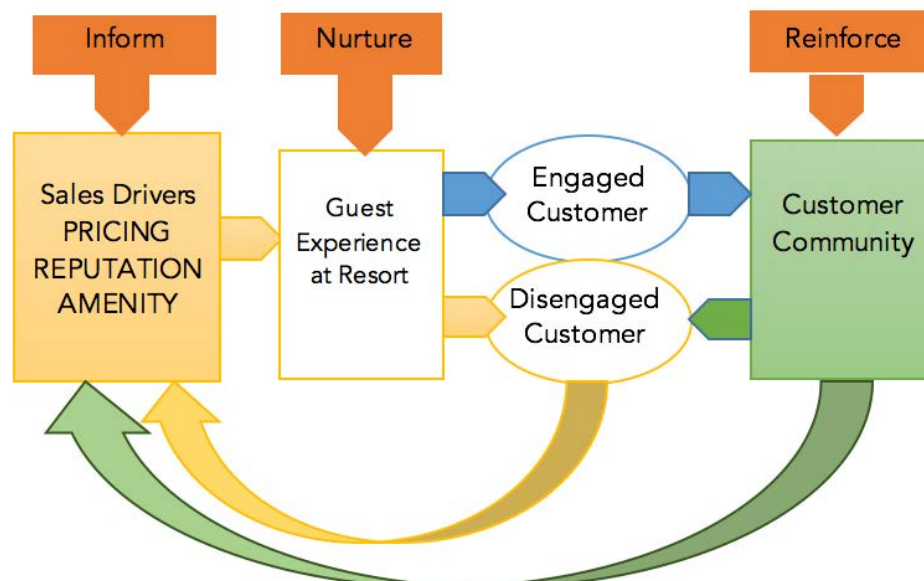 Inform
Nurture
Reinforce
Sales Drivers
PRICING
REPUTATION
AMENITY
Guest
Experience
at Resort
Engaged
Customer
Disengaged
Customer
Customer
Community